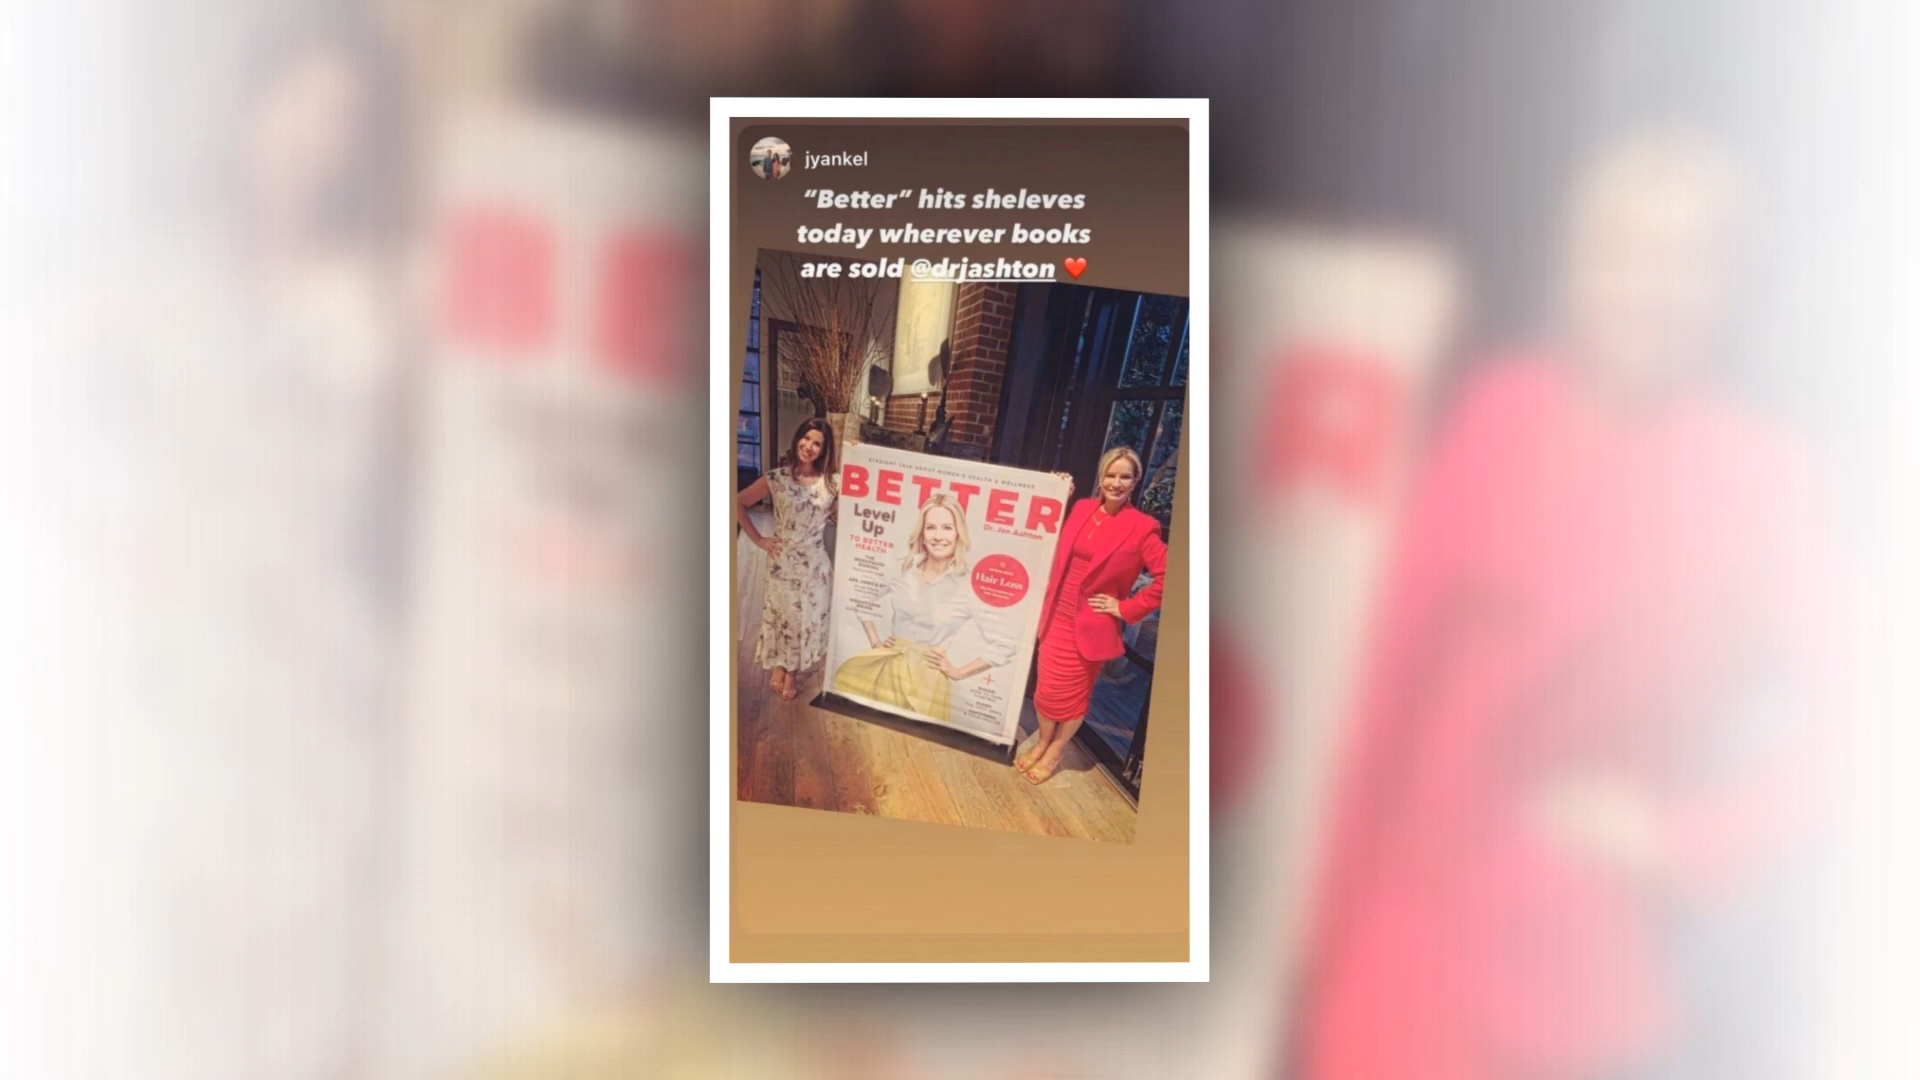 jyankel
“Better” hits sheleves
today wherever books
are sold @drjashton ❤️
STRAIGHT TALK ABOUT WOMEN'S HEALTH & WELLNESS
BETTER
Dr. Jen Ashton
Level
Up
TO BETTER
HEALTH
Hair Loss